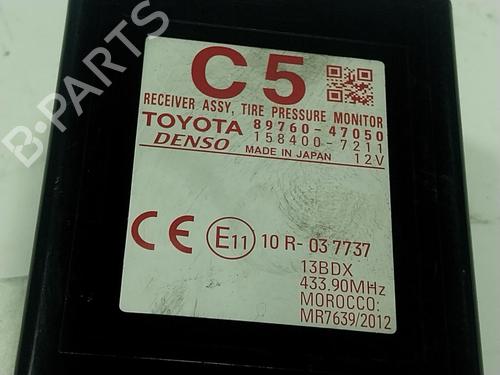 B-PARTS
C5
RECEIVER ASSY, TIRE PRESSURE MONITOR
TOYOTA 89760-47050
DENSO 158400-7211
MADE IN JAPAN 12V
CE E11 10 R-037737
13BDX
433.90MHz
MOROCCO:
MR7639/2012